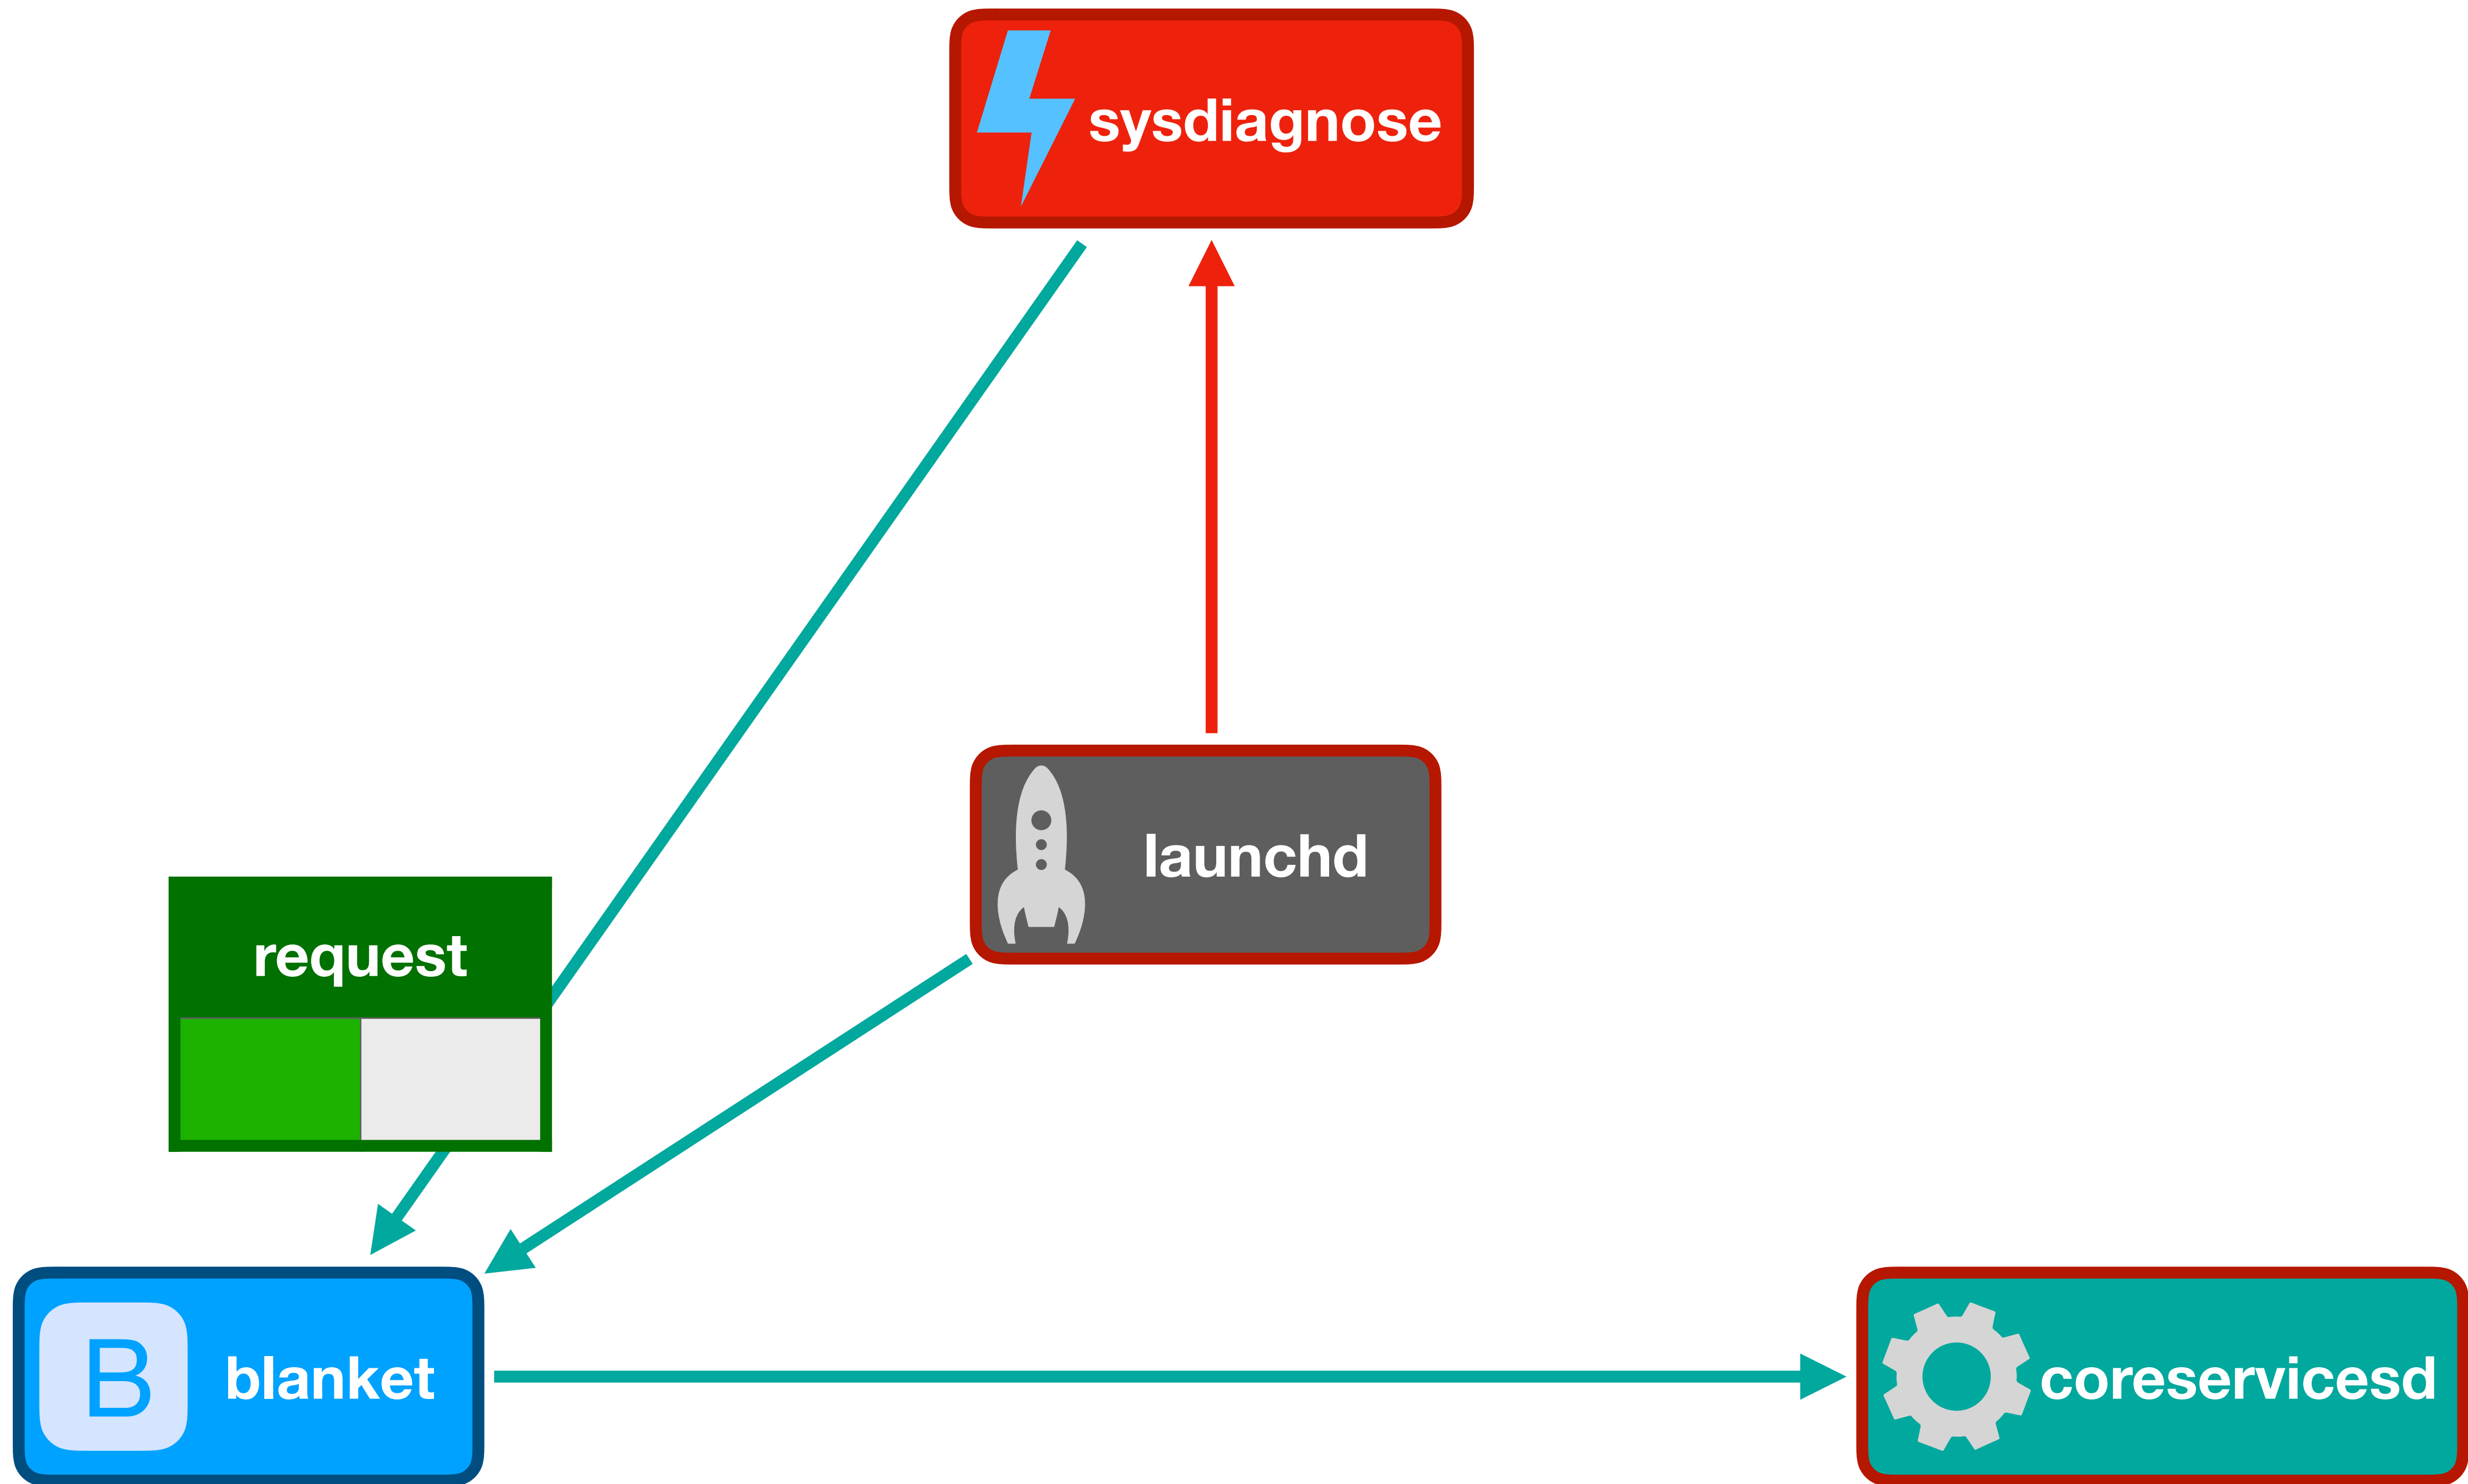 sysdiagnose
launchd
request
B
blanket
coreservicesd